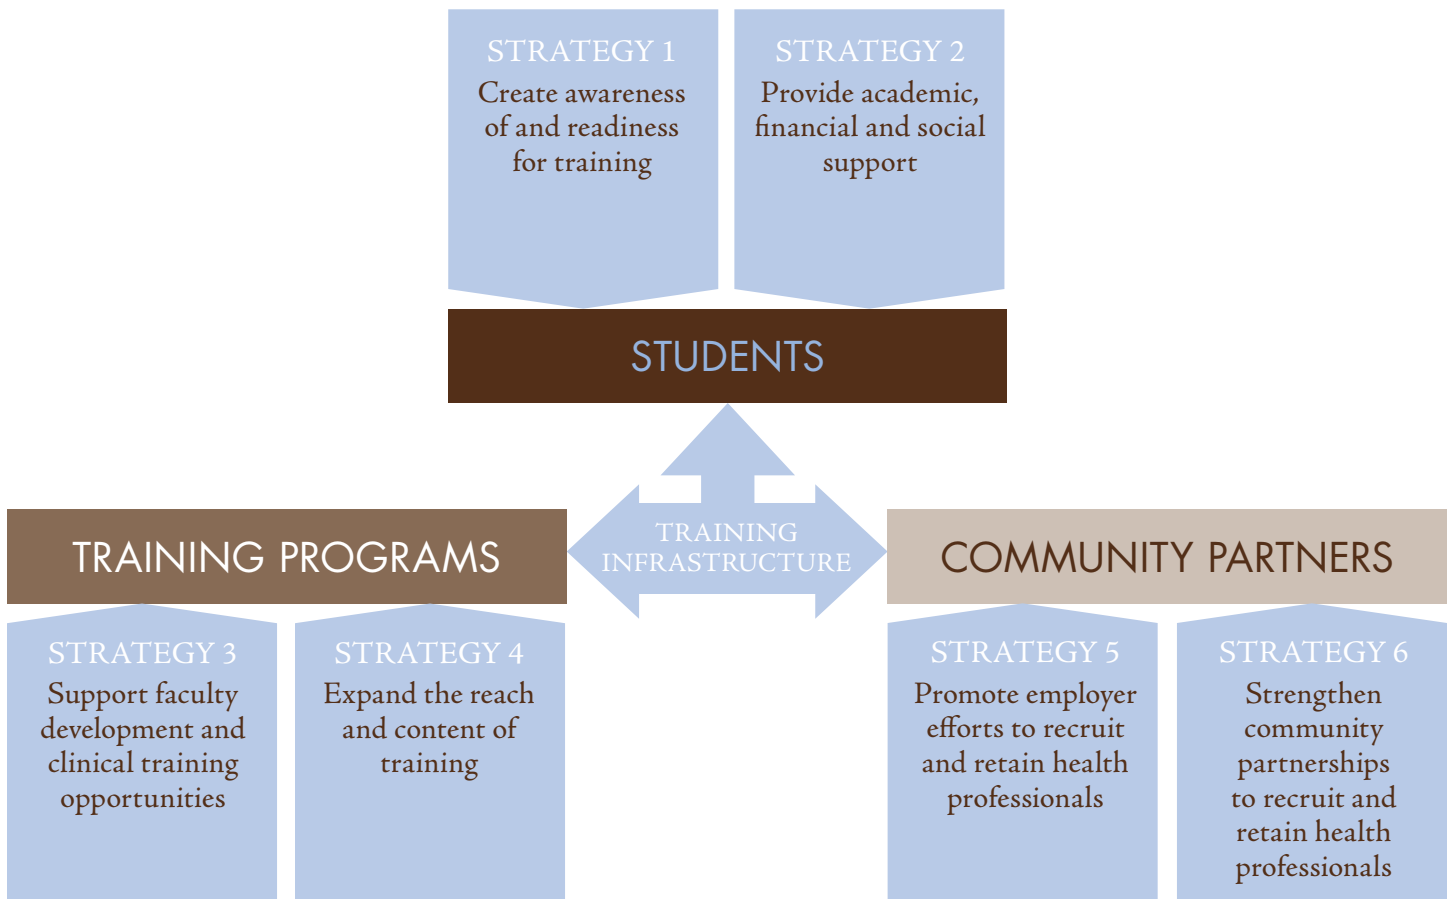 STRATEGY 1
Create awareness
of and readiness
for training
STRATEGY 2
Provide academic,
financial and social
support
STUDENTS
TRAINING
INFRASTRUCTURE
TRAINING PROGRAMS
COMMUNITY PARTNERS
STRATEGY 3
Support faculty
development and
clinical training
opportunities
STRATEGY 4
Expand the reach
and content of
training
STRATEGY 5
Promote employer
efforts to recruit
and retain health
professionals
STRATEGY 6
Strengthen
community
partnerships
to recruit and
retain health
professionals